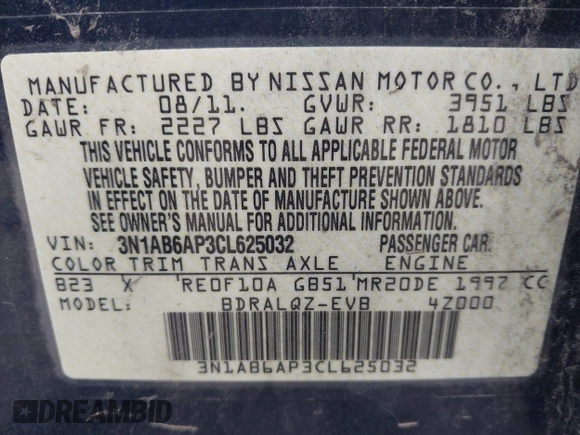 MANUFACTURED BY NISSAN MOTOR CO., LTD
DATE: 08/11. GVWR: 3951 LBS
GAWR FR: 2227 LBS GAWR RR: 1810 LBS
THIS VEHICLE CONFORMS TO ALL APPLICABLE FEDERAL MOTOR
VEHICLE SAFETY, BUMPER AND THEFT PREVENTION STANDARDS
IN EFFECT ON THE DATE OF MANUFACTURE SHOWN ABOVE.
SEE OWNER'S MANUAL FOR ADDITIONAL INFORMATION.
VIN: 3N1AB6AP3CL625032 PASSENGER CAR.
COLOR TRIM TRANS AXLE ENGINE
B23 X RE0F10A GB51 MR20DE 1997 CC
MODEL: BDRALQZ-EVB 4Z000
3N1AB6AP3CL625032
DREAMBID